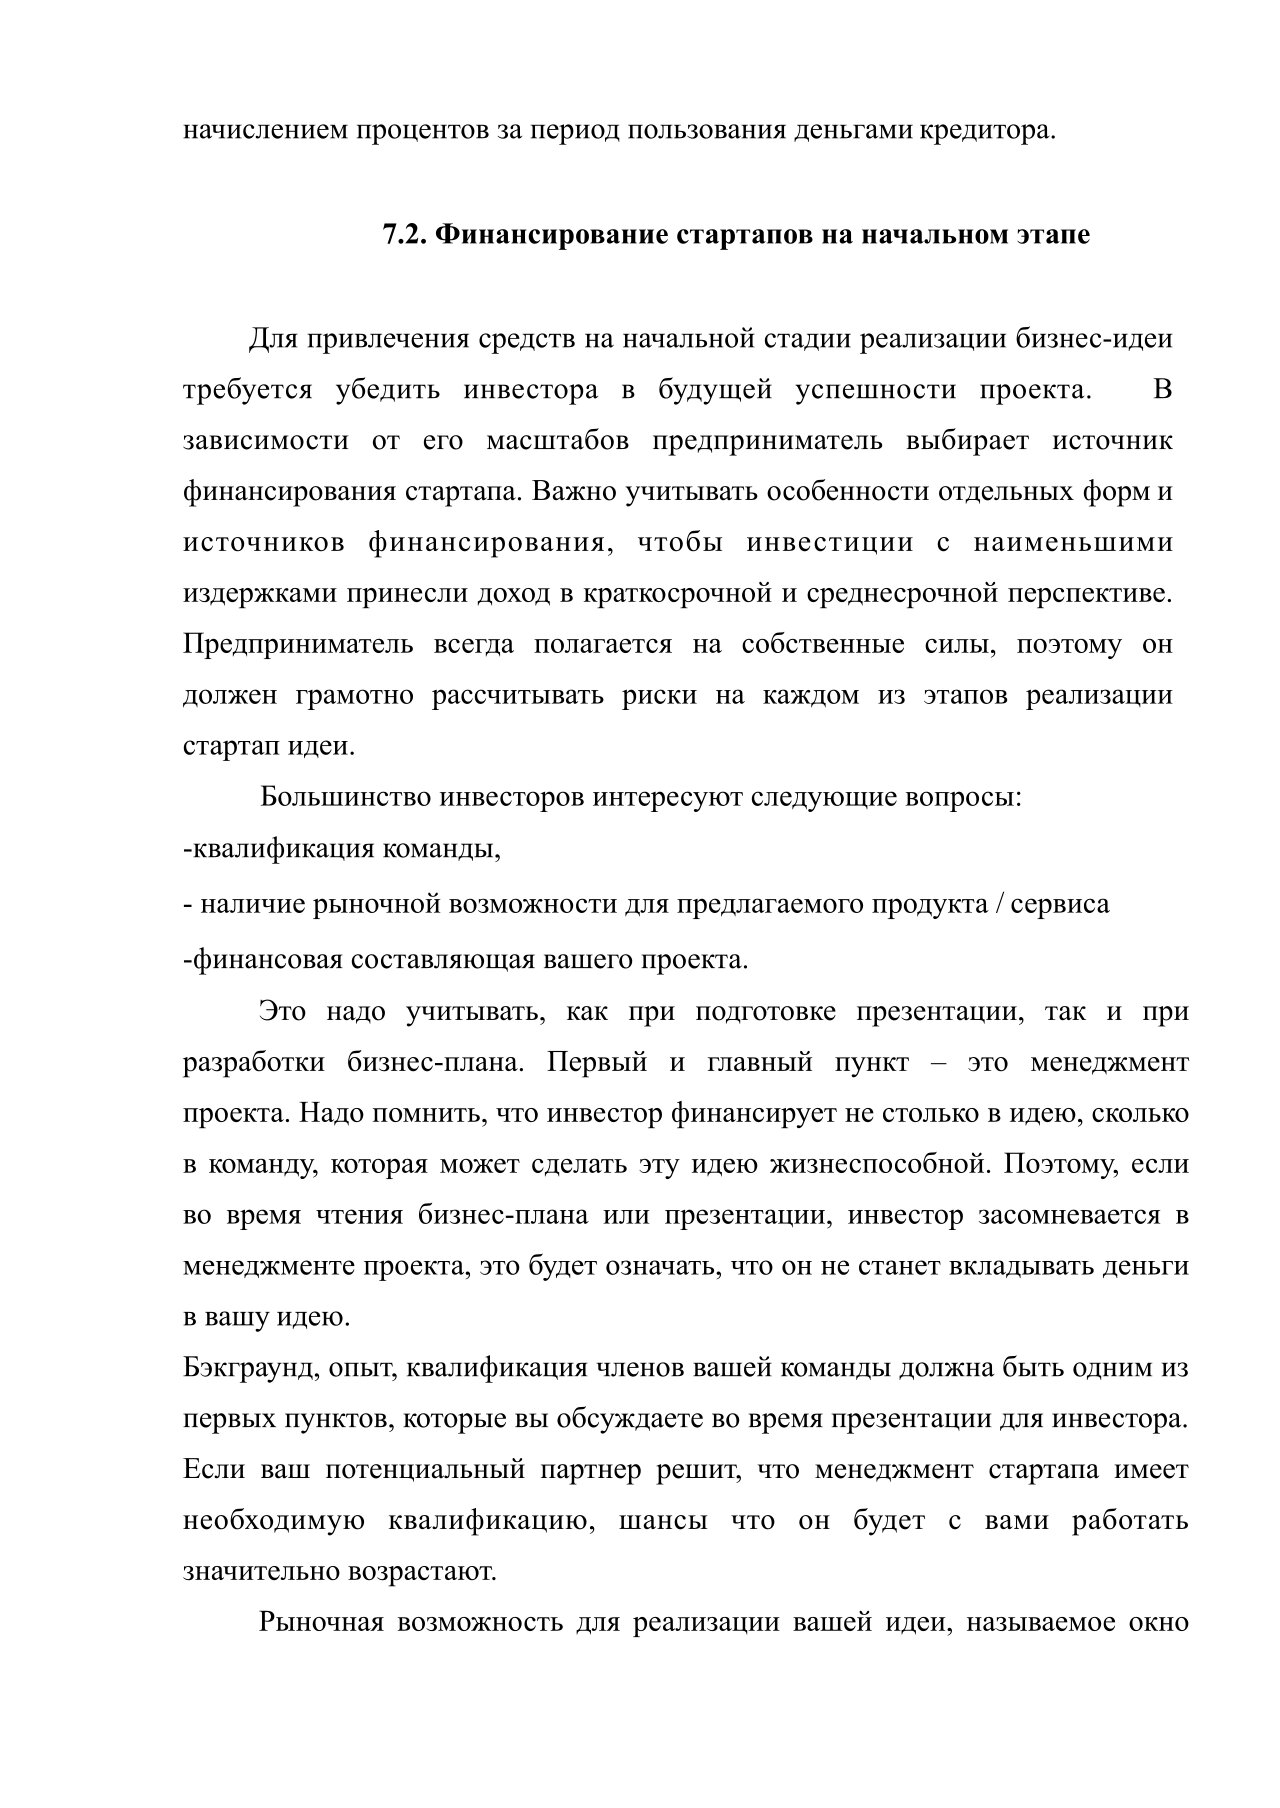 начислением процентов за период пользования деньгами кредитора.
7.2. Финансирование стартапов на начальном этапе
Для привлечения средств на начальной стадии реализации бизнес-идеи
требуется убедить инвестора в будущей успешности проекта. В
зависимости от его масштабов предприниматель выбирает источник
финансирования стартапа. Важно учитывать особенности отдельных форм и
источников финансирования, чтобы инвестиции с наименьшими
издержками принесли доход в краткосрочной и среднесрочной перспективе.
Предприниматель всегда полагается на собственные силы, поэтому он
должен грамотно рассчитывать риски на каждом из этапов реализации
стартап идеи.
Большинство инвесторов интересуют следующие вопросы:
-квалификация команды,
- наличие рыночной возможности для предлагаемого продукта / сервиса
-финансовая составляющая вашего проекта.
Это надо учитывать, как при подготовке презентации, так и при
разработки бизнес-плана. Первый и главный пункт – это менеджмент
проекта. Надо помнить, что инвестор финансирует не столько в идею, сколько
в команду, которая может сделать эту идею жизнеспособной. Поэтому, если
во время чтения бизнес-плана или презентации, инвестор засомневается в
менеджменте проекта, это будет означать, что он не станет вкладывать деньги
в вашу идею.
Бэкграунд, опыт, квалификация членов вашей команды должна быть одним из
первых пунктов, которые вы обсуждаете во время презентации для инвестора.
Если ваш потенциальный партнер решит, что менеджмент стартапа имеет
необходимую квалификацию, шансы что он будет с вами работать
значительно возрастают.
Рыночная возможность для реализации вашей идеи, называемое окно